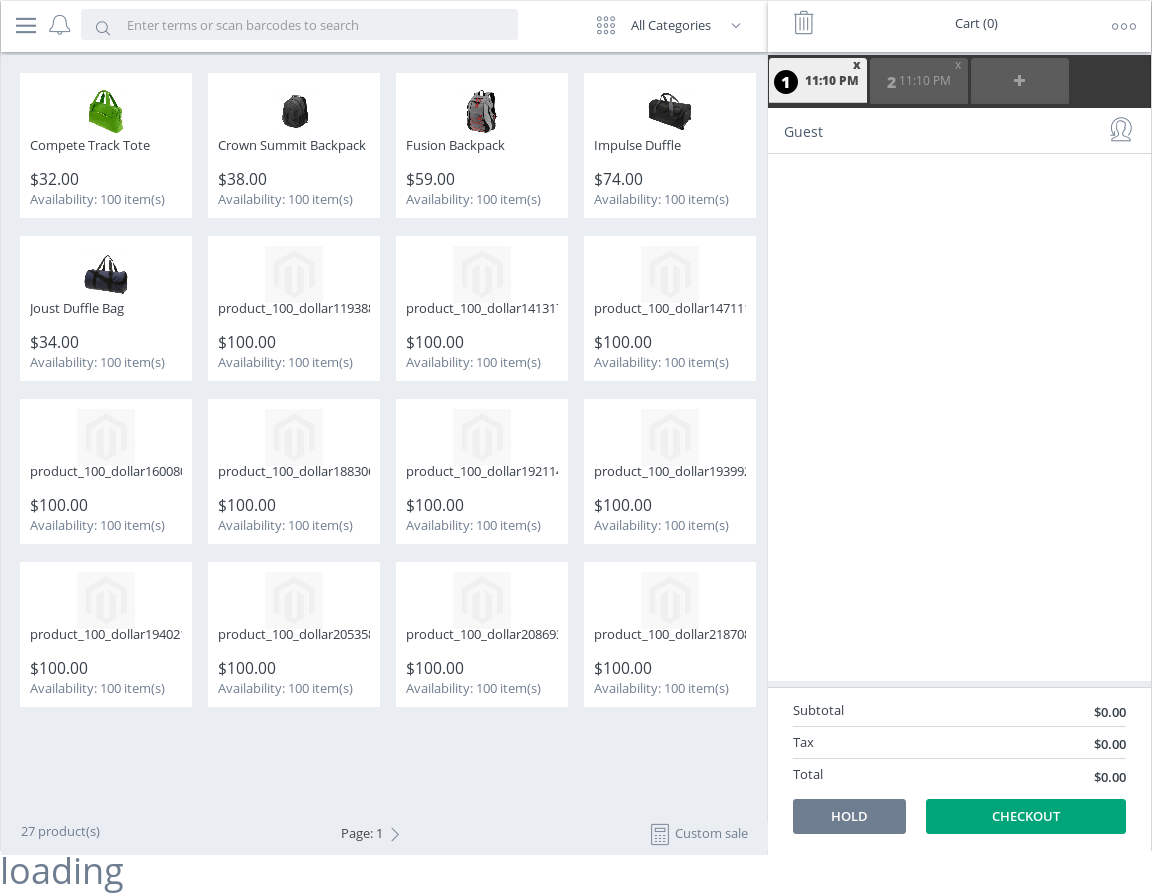 Enter terms or scan barcodes to search
All Categories
Cart (0)
1 11:10 PM x
2 11:10 PM x
+
Guest
Compete Track Tote
$32.00
Availability: 100 item(s)
Crown Summit Backpack
$38.00
Availability: 100 item(s)
Fusion Backpack
$59.00
Availability: 100 item(s)
Impulse Duffle
$74.00
Availability: 100 item(s)
Joust Duffle Bag
$34.00
Availability: 100 item(s)
product_100_dollar11938
$100.00
Availability: 100 item(s)
product_100_dollar14131
$100.00
Availability: 100 item(s)
product_100_dollar14711
$100.00
Availability: 100 item(s)
product_100_dollar16008
$100.00
Availability: 100 item(s)
product_100_dollar18830
$100.00
Availability: 100 item(s)
product_100_dollar19211
$100.00
Availability: 100 item(s)
product_100_dollar19399
$100.00
Availability: 100 item(s)
product_100_dollar19402
$100.00
Availability: 100 item(s)
product_100_dollar20535
$100.00
Availability: 100 item(s)
product_100_dollar20869
$100.00
Availability: 100 item(s)
product_100_dollar21870
$100.00
Availability: 100 item(s)
27 product(s)
Page: 1
Custom sale
Subtotal $0.00
Tax $0.00
Total $0.00
HOLD
CHECKOUT
loading